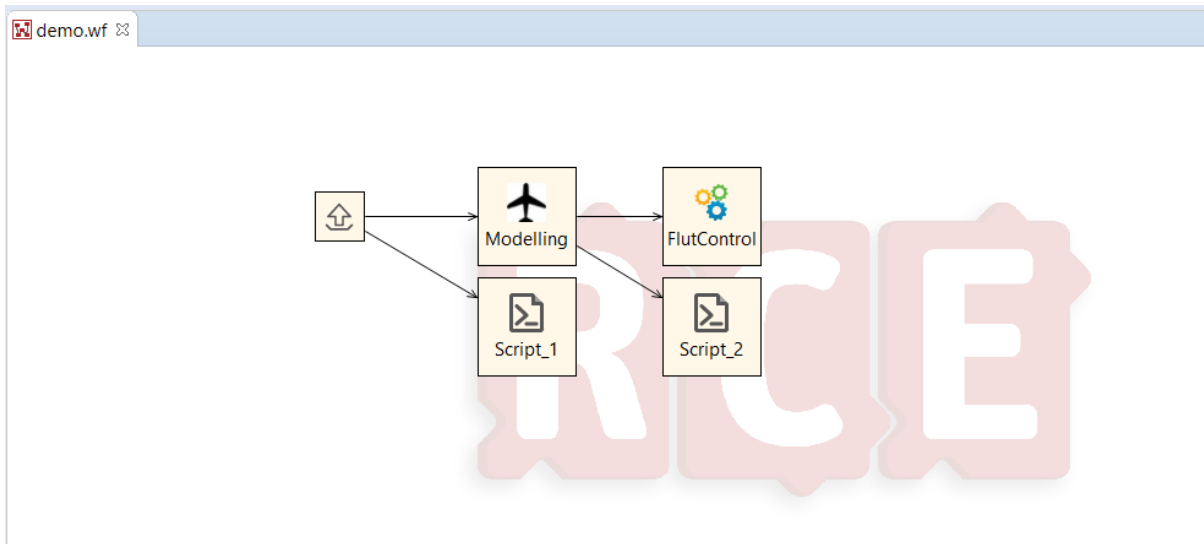 demo.wf
Modelling
FlutControl
Script_1
Script_2
RCE